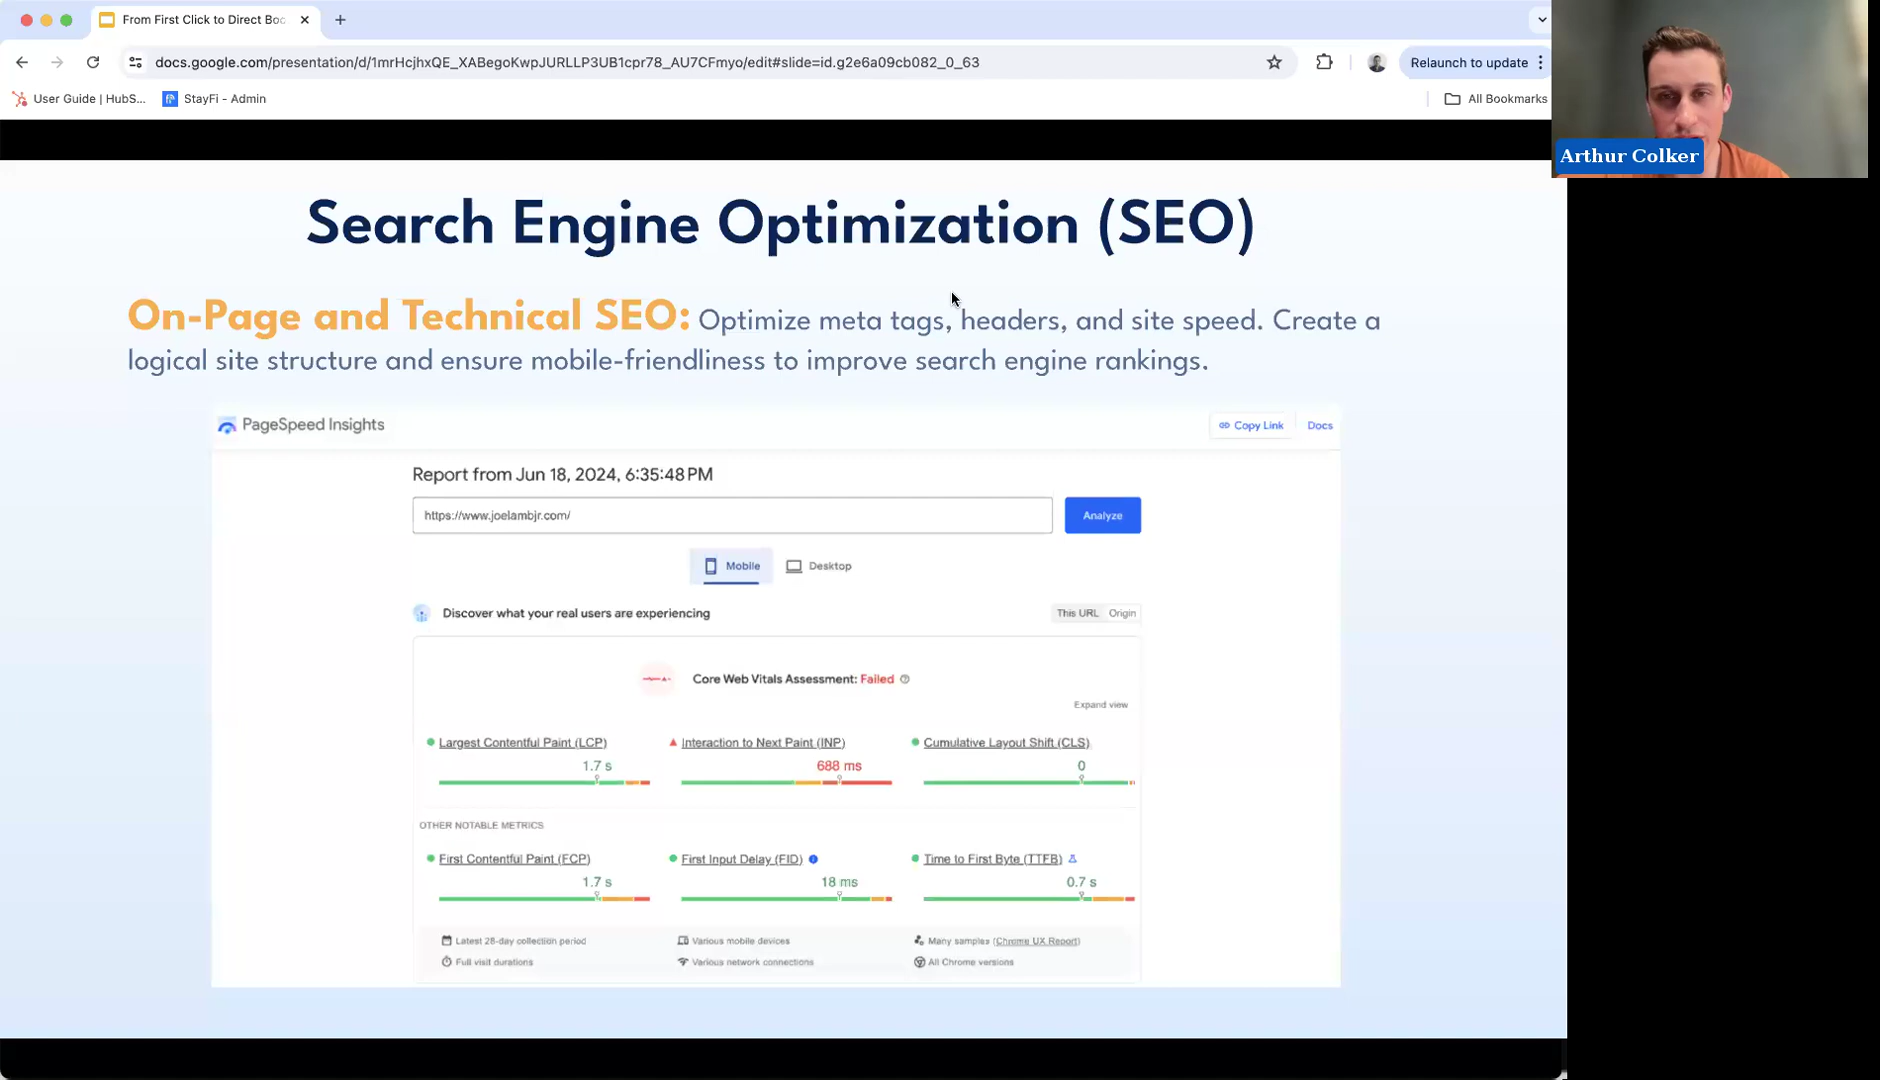 From First Click to Direct Boo
docs.google.com/presentation/d/1mrHcjhxQE_XABegoKwpJURLLP3UB1cpr78_AU7CFmyo/edit#slide=id.g2e6a09cb082_0_63
Relaunch to update
User Guide | HubS...
StayFi - Admin
All Bookmarks
Arthur Colker
Search Engine Optimization (SEO)
On-Page and Technical SEO: Optimize meta tags, headers, and site speed. Create a
logical site structure and ensure mobile-friendliness to improve search engine rankings.
PageSpeed Insights
Copy Link
Docs
Report from Jun 18, 2024, 6:35:48 PM
https://www.joelambjr.com/
Analyze
Mobile
Desktop
Discover what your real users are experiencing
This URL
Origin
Core Web Vitals Assessment: Failed
Expand view
Largest Contentful Paint (LCP)
1.7 s
Interaction to Next Paint (INP)
688 ms
Cumulative Layout Shift (CLS)
0
OTHER NOTABLE METRICS
First Contentful Paint (FCP)
1.7 s
First Input Delay (FID)
18 ms
Time to First Byte (TTFB)
0.7 s
Latest 28-day collection period
Various mobile devices
Many samples (Chrome UX Report)
Full visit durations
Various network connections
All Chrome versions